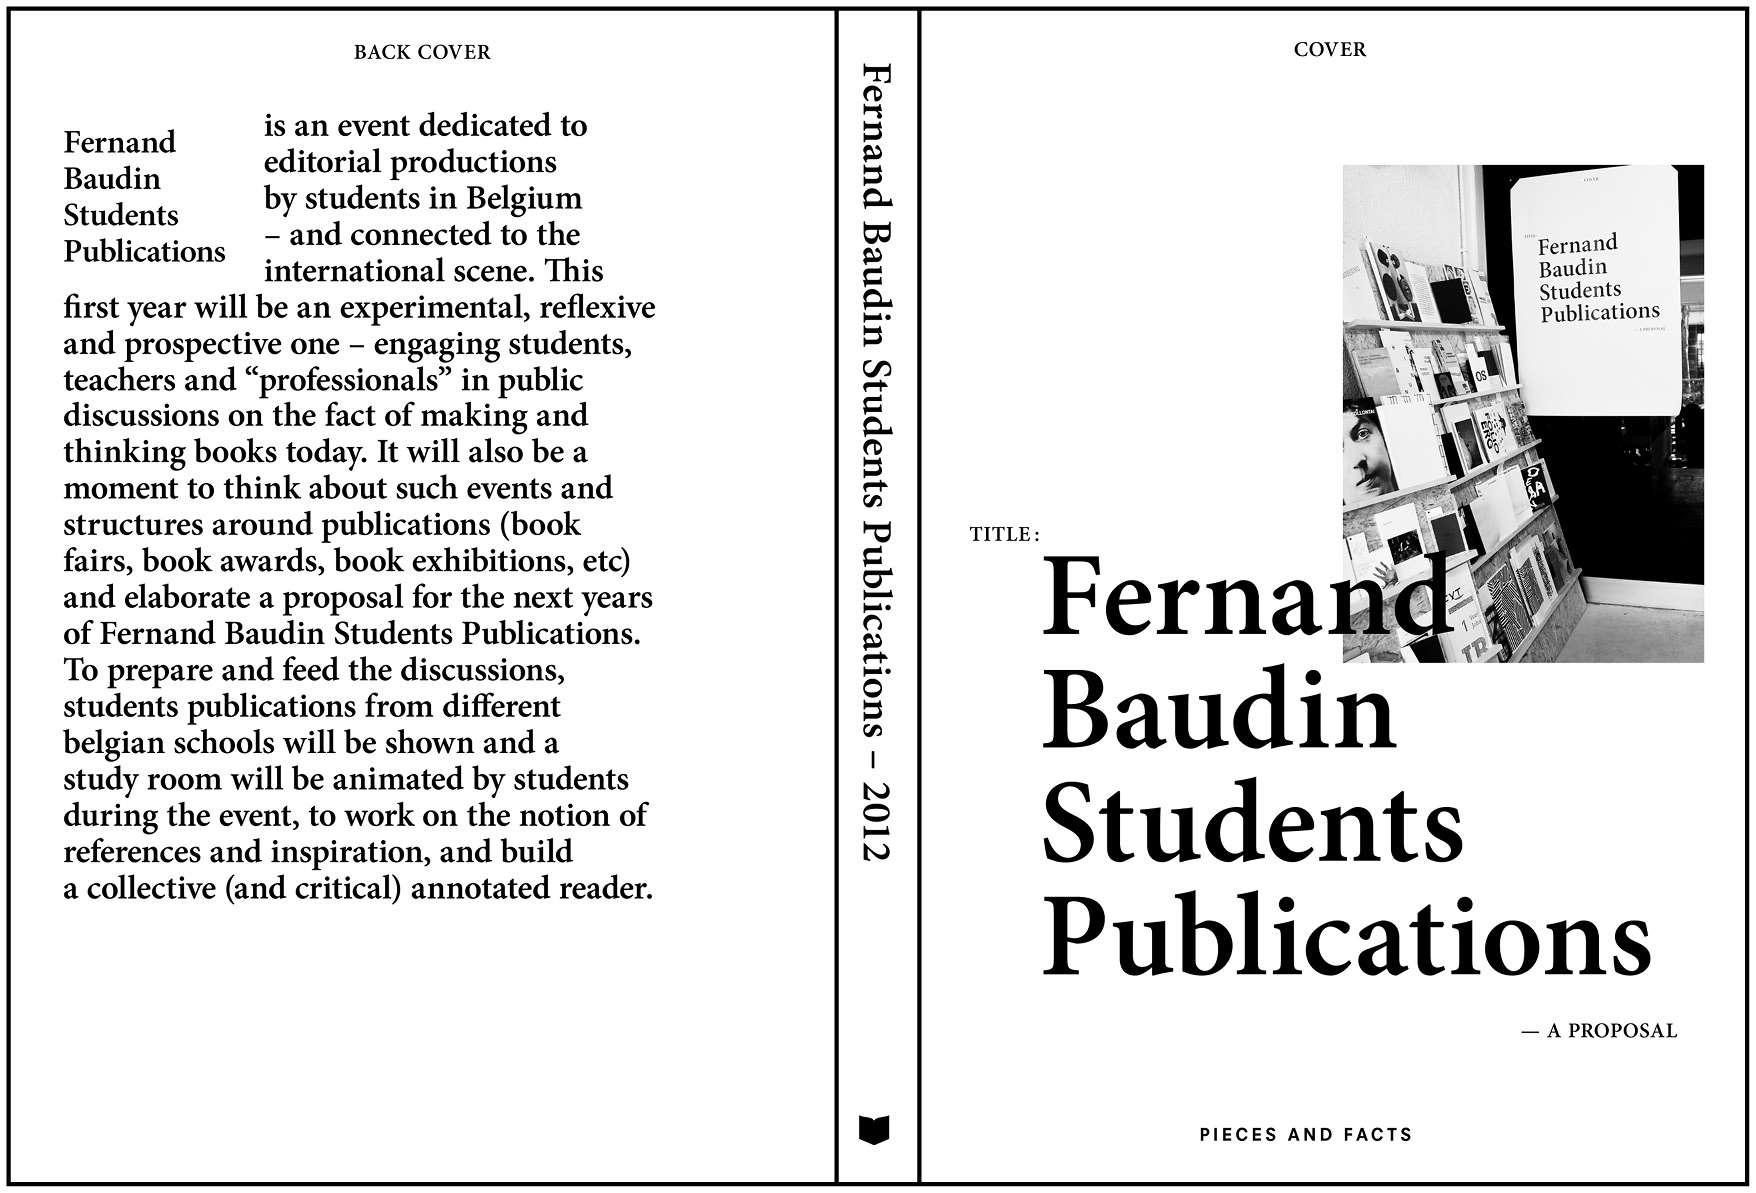 BACK COVER
Fernand
Baudin
Students
Publications
is an event dedicated to
editorial productions
by students in Belgium
– and connected to the
international scene. This
first year will be an experimental, reflexive
and prospective one – engaging students,
teachers and “professionals” in public
discussions on the fact of making and
thinking books today. It will also be a
moment to think about such events and
structures around publications (book
fairs, book awards, book exhibitions, etc)
and elaborate a proposal for the next years
of Fernand Baudin Students Publications.
To prepare and feed the discussions,
students publications from different
belgian schools will be shown and a
study room will be animated by students
during the event, to work on the notion of
references and inspiration, and build
a collective (and critical) annotated reader.
Fernand Baudin Students Publications – 2012
COVER
COVER
TITLE:
Fernand
Baudin
Students
Publications
– A PROPOSAL
OS
TITLE:
Fernand
Baudin
Students
Publications
— A PROPOSAL
PIECES AND FACTS